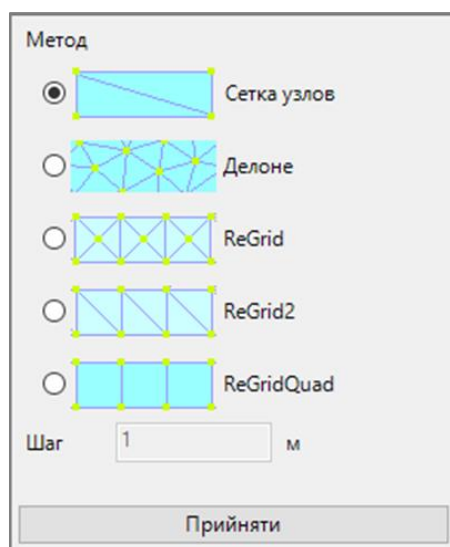 Метод
Сетка узлов
Делоне
ReGrid
ReGrid2
ReGridQuad
Шаг 1 м
Прийняти